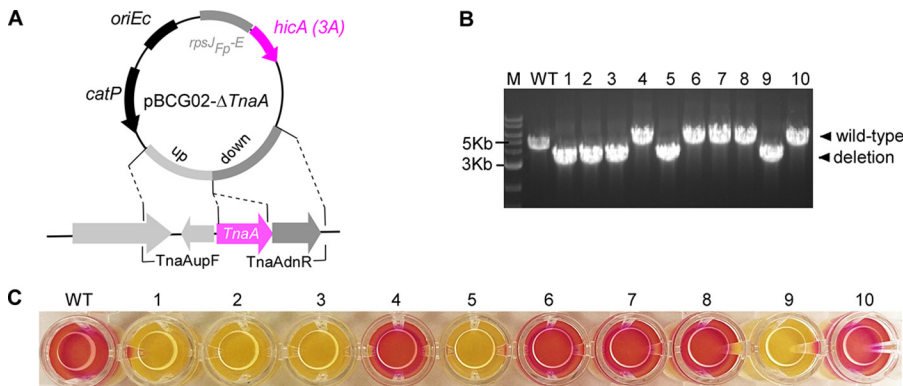 A
oriEc
hicA (3A)
rpsJFp-E
catP
pBCG02-ΔTnaA
up
down
TnaA
TnaAupF
TnaAdnR
B
M WT 1 2 3 4 5 6 7 8 9 10
5Kb
wild-type
3Kb
deletion
C
WT 1 2 3 4 5 6 7 8 9 10